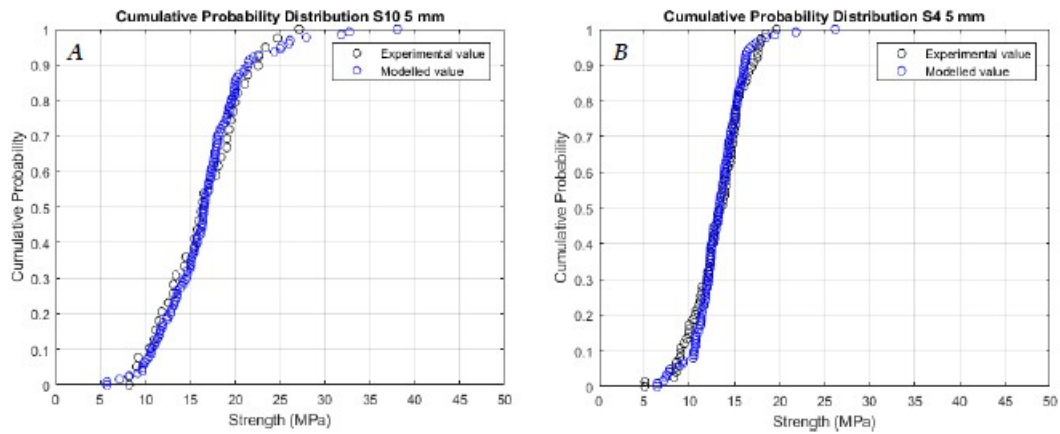 Cumulative Probability Distribution S10 5 mm
A
Experimental value
Modelled value
Cumulative Probability
1
0.9
0.8
0.7
0.6
0.5
0.4
0.3
0.2
0.1
0
0 5 10 15 20 25 30 35 40 45 50
Strength (MPa)
Cumulative Probability Distribution S4 5 mm
B
Experimental value
Modelled value
Cumulative Probability
1
0.9
0.8
0.7
0.6
0.5
0.4
0.3
0.2
0.1
0
0 5 10 15 20 25 30 35 40 45 50
Strength (MPa)